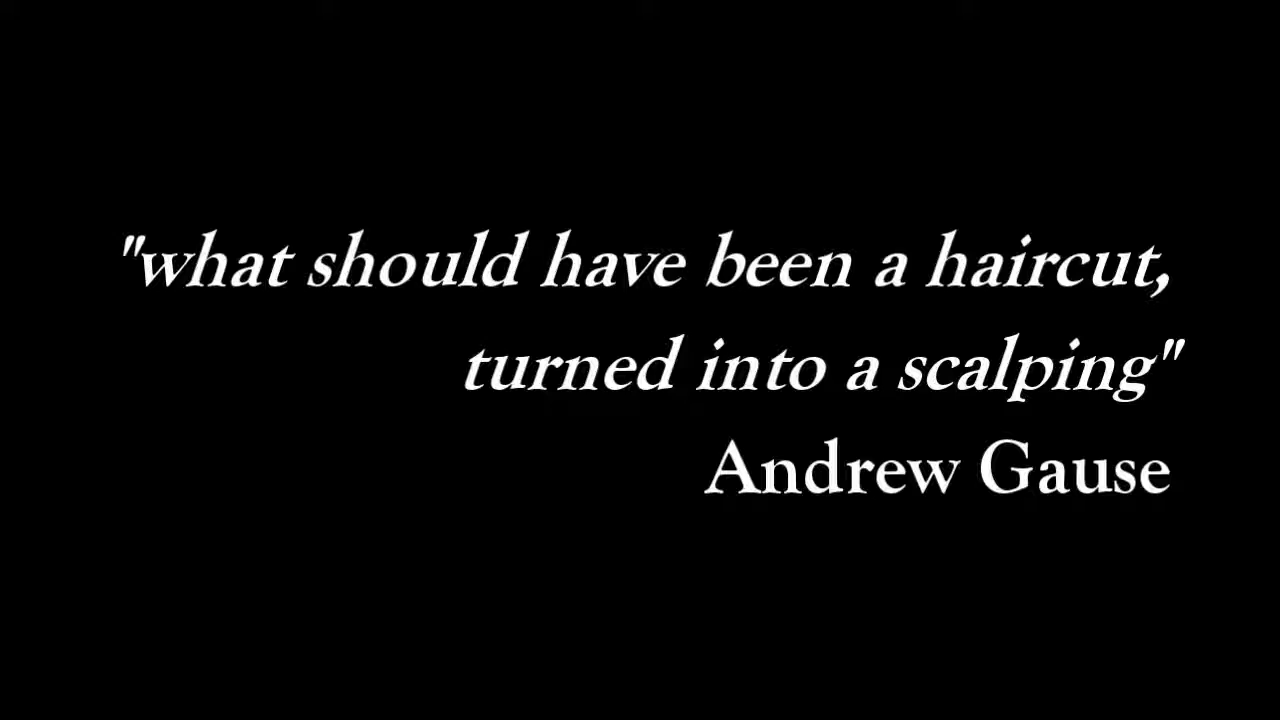 "what should have been a haircut,
turned into a scalping"
Andrew Gause